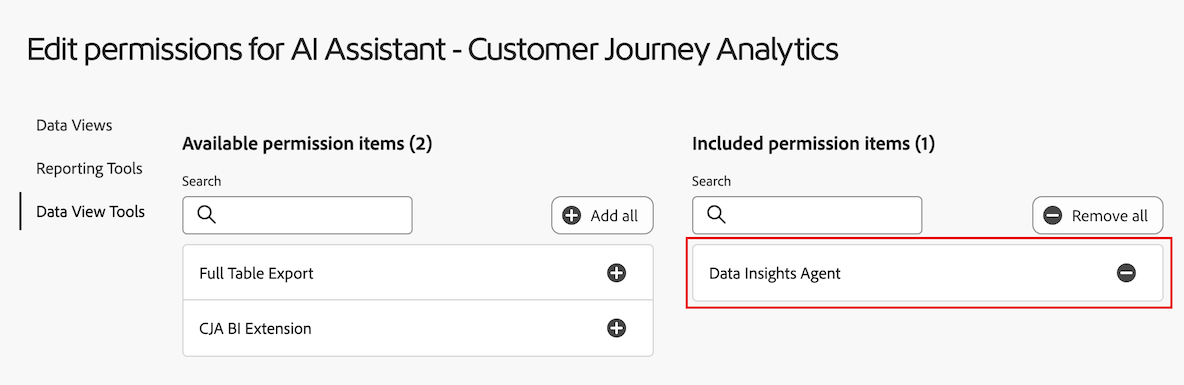 Edit permissions for AI Assistant - Customer Journey Analytics
Data Views
Reporting Tools
Data View Tools
Available permission items (2)
Search
Add all
Full Table Export
CJA BI Extension
Included permission items (1)
Search
Remove all
Data Insights Agent